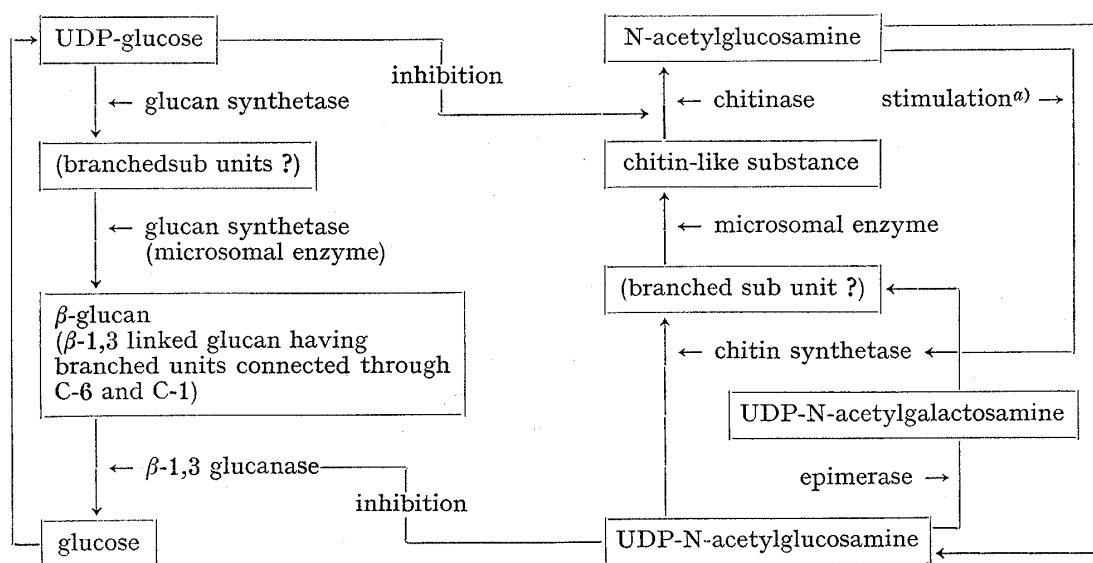 UDP-glucose
inhibition
← glucan synthetase
(branchedsub units ?)
← glucan synthetase
(microsomal enzyme)
β-glucan
(β-1,3 linked glucan having
branched units connected through
C-6 and C-1)
← β-1,3 glucanase
inhibition
glucose
N-acetylglucosamine
← chitinase
stimulationa) →
chitin-like substance
← microsomal enzyme
(branched sub unit ?)
← chitin synthetase
UDP-N-acetylgalactosamine
epimerase →
UDP-N-acetylglucosamine